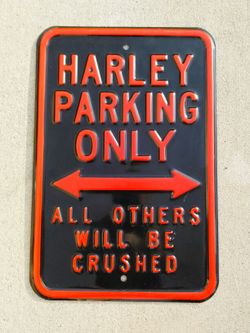 HARLEY
PARKING
ONLY
ALL OTHERS
WILL BE
CRUSHED